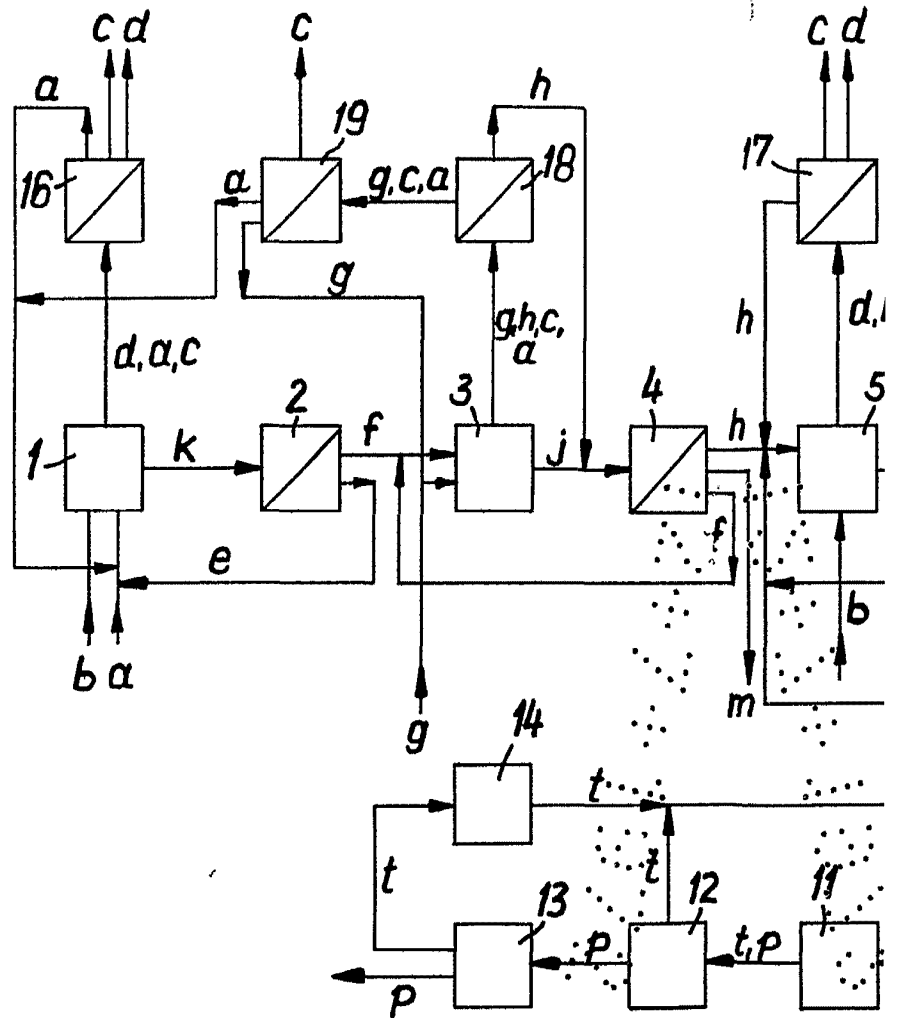 c d
c
c d
a
h
19
18
17
16
a
g,c,a
g
h
g,h,c,
a
d,
d,a,c
1
k
2
f
3
j
4
h
5
e
f
b
b a
g
m
14
t
t
t
13
12
11
p
t,p
p